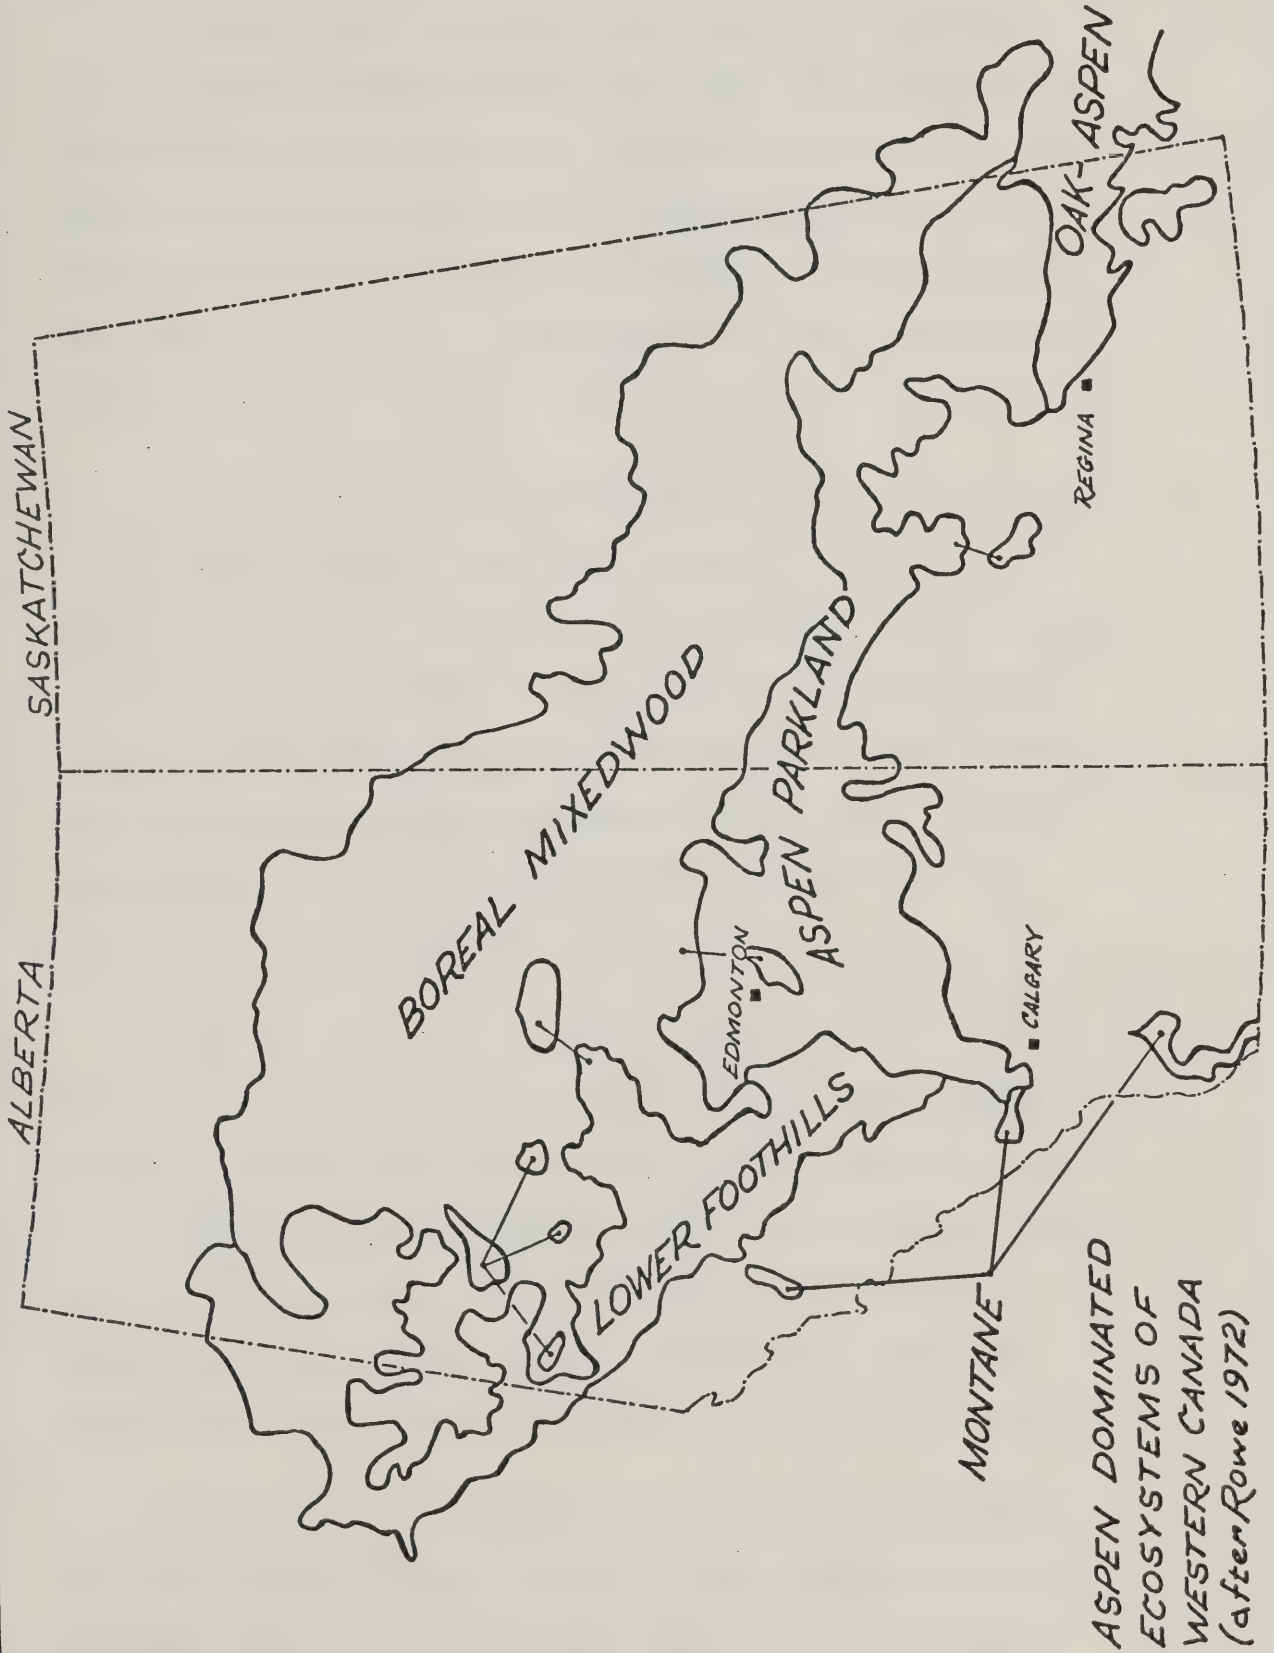 ALBERTA
SASKATCHEWAN
BOREAL MIXEDWOOD
LOWER FOOTHILLS
EDMONTON
ASPEN PARKLAND
OAK-ASPEN
MONTANE
CALGARY
REGINA
ASPEN DOMINATED
ECOSYSTEMS OF
WESTERN CANADA
(after Rowe 1972)